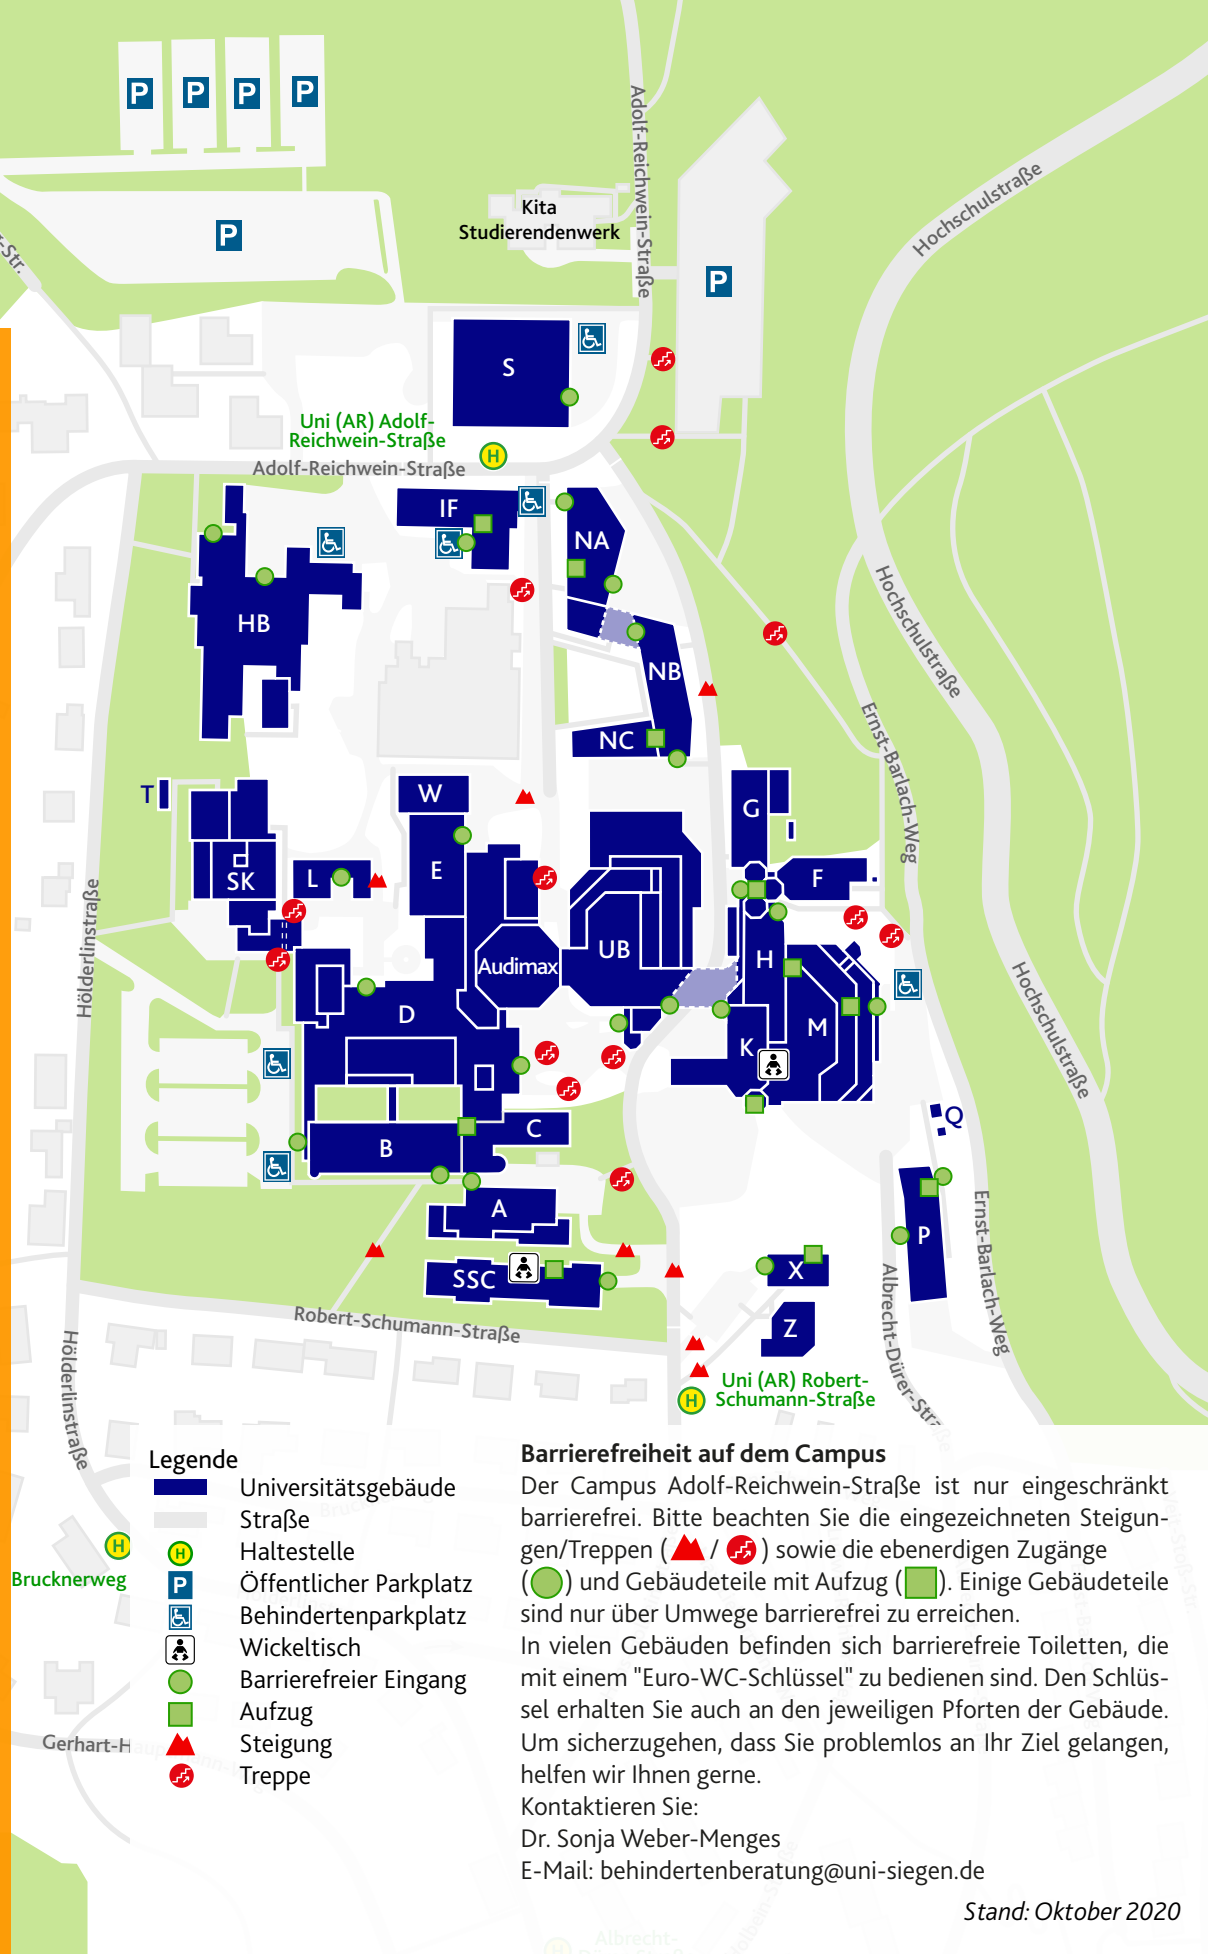 P
P
P
P
P
Adolf-Reichwein-Straße
Kita
Studierendenwerk
Hochschulstraße
-Str.
P
S
Uni (AR) Adolf-
Reichwein-Straße
H
Adolf-Reichwein-Straße
IF
NA
HB
NB
NC
Hochschulstraße
Ernst-Barlach-Weg
T
W
G
E
SK
L
F
Hölderlinstraße
UB
Audimax
H
D
M
K
Hochschulstraße
C
B
Q
A
P
SSC
X
Z
Ernst-Barlach-Weg
Albrecht-Dürer-Straße
Robert-Schumann-Straße
Hölderlinstraße
Uni (AR) Robert-
Schumann-Straße
H
Legende
Universitätsgebäude
Straße
H Haltestelle
P Öffentlicher Parkplatz
Behindertenparkplatz
Wickeltisch
Barrierefreier Eingang
Aufzug
Steigung
Treppe
H
Brucknerweg
Gerhart-Hauptmann-Weg
Barrierefreiheit auf dem Campus
Der Campus Adolf-Reichwein-Straße ist nur eingeschränkt
barrierefrei. Bitte beachten Sie die eingezeichneten Steigun-
gen/Treppen ( / ) sowie die ebenerdigen Zugänge
( ) und Gebäudeteile mit Aufzug ( ). Einige Gebäudeteile
sind nur über Umwege barrierefrei zu erreichen.
In vielen Gebäuden befinden sich barrierefreie Toiletten, die
mit einem "Euro-WC-Schlüssel" zu bedienen sind. Den Schlüs-
sel erhalten Sie auch an den jeweiligen Pforten der Gebäude.
Um sicherzugehen, dass Sie problemlos an Ihr Ziel gelangen,
helfen wir Ihnen gerne.
Kontaktieren Sie:
Dr. Sonja Weber-Menges
E-Mail: behindertenberatung@uni-siegen.de
Stand: Oktober 2020
H
Albrecht-